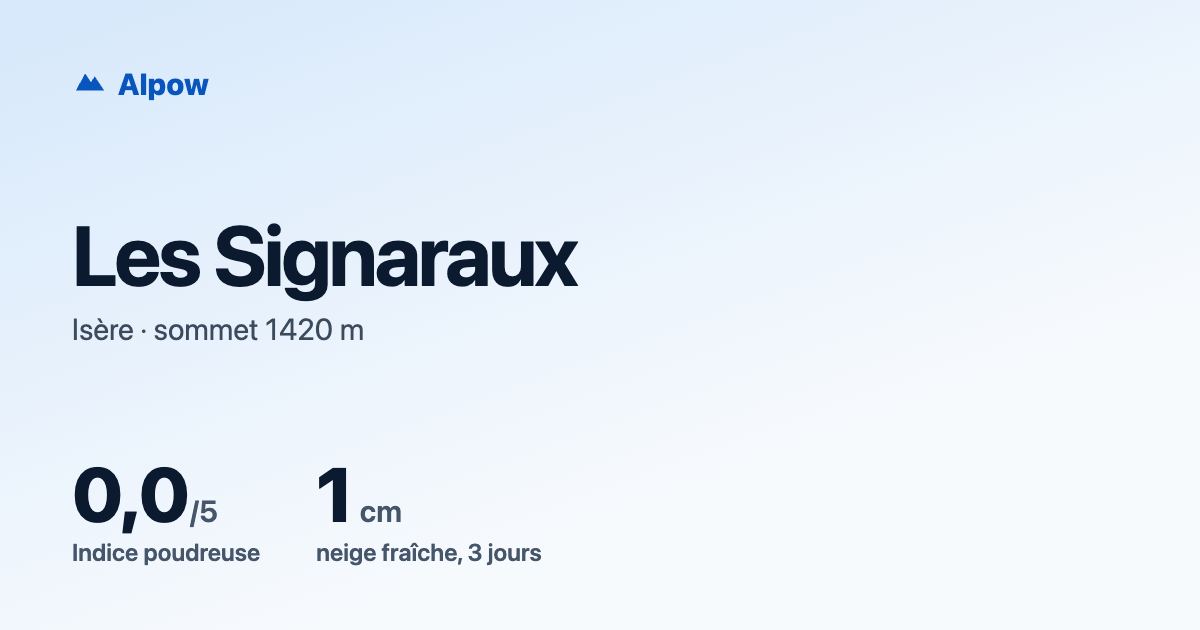 Alpow
Les Signaraux
Isère · sommet 1420 m
0,0/5
Indice poudreuse
1 cm
neige fraîche, 3 jours